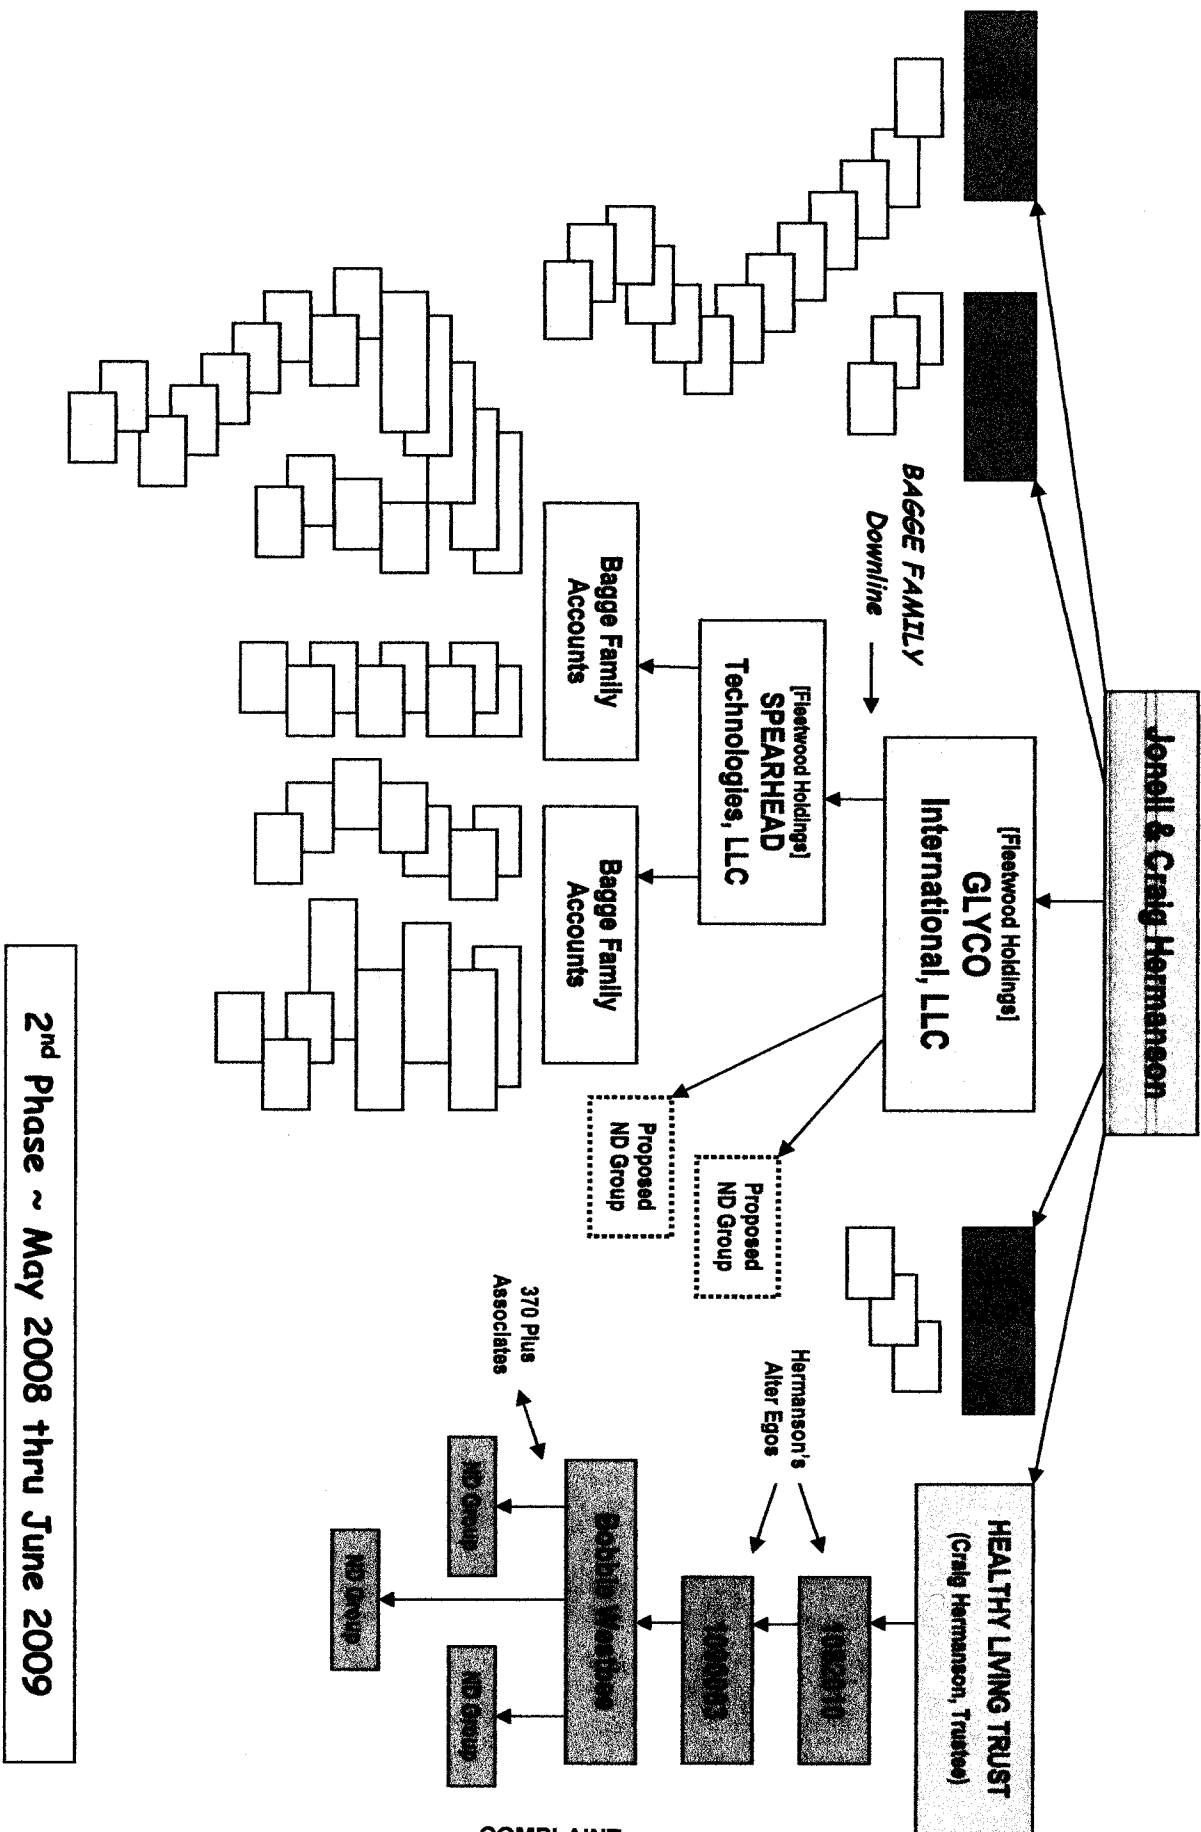 Jonell & Craig Hermanson
[Fleetwood Holdings]
GLYCO
International, LLC
HEALTHY LIVING TRUST
(Craig Hermanson, Trustee)
BAGGE FAMILY
Downline
[Fleetwood Holdings]
SPEARHEAD
Technologies, LLC
Proposed
ND Group
Proposed
ND Group
Hermanson's
Alter Egos
Bagge Family
Accounts
Bagge Family
Accounts
370 Plus
Associates
Bobbie
ND Group
ND Group
ND Group
2nd Phase ~ May 2008 thru June 2009